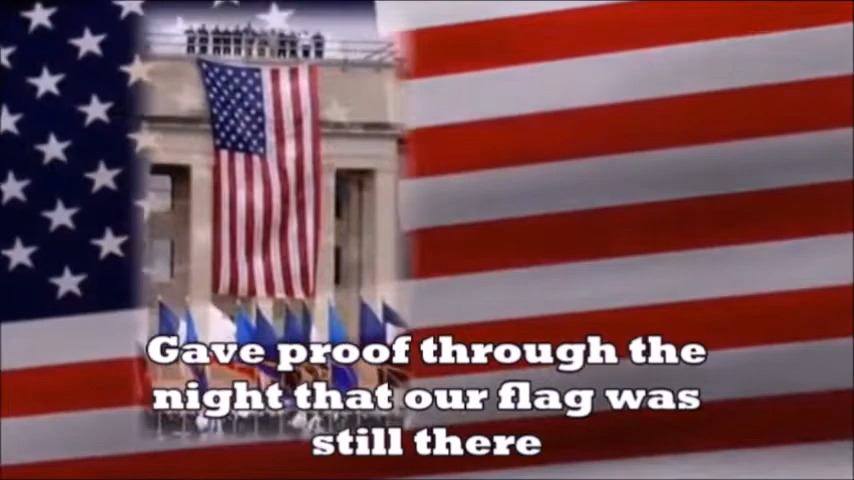 Gave proof through the
night that our flag was
still there